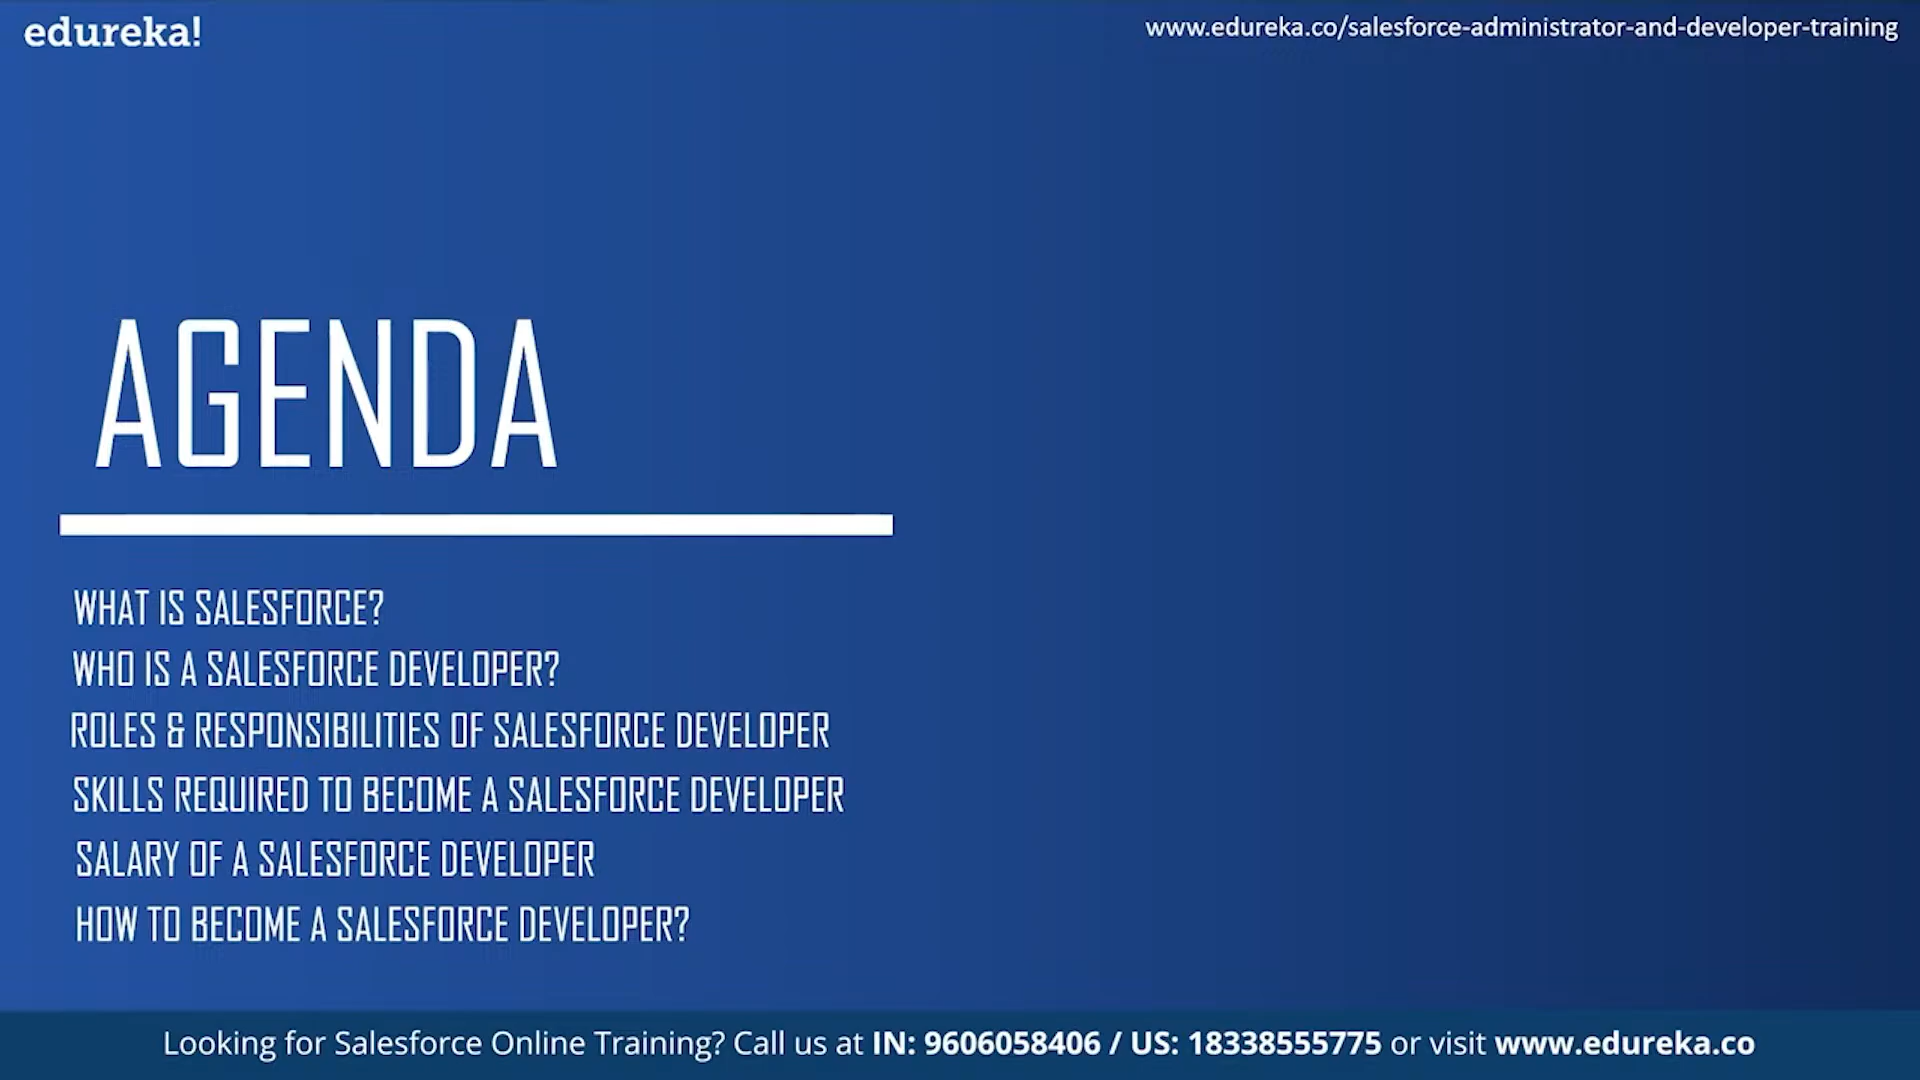 edureka!
www.edureka.co/salesforce-administrator-and-developer-training
AGENDA
WHAT IS SALESFORCE?
WHO IS A SALESFORCE DEVELOPER?
ROLES & RESPONSIBILITIES OF SALESFORCE DEVELOPER
SKILLS REQUIRED TO BECOME A SALESFORCE DEVELOPER
SALARY OF A SALESFORCE DEVELOPER
HOW TO BECOME A SALESFORCE DEVELOPER?
Looking for Salesforce Online Training? Call us at IN: 9606058406 / US: 18338555775 or visit www.edureka.co